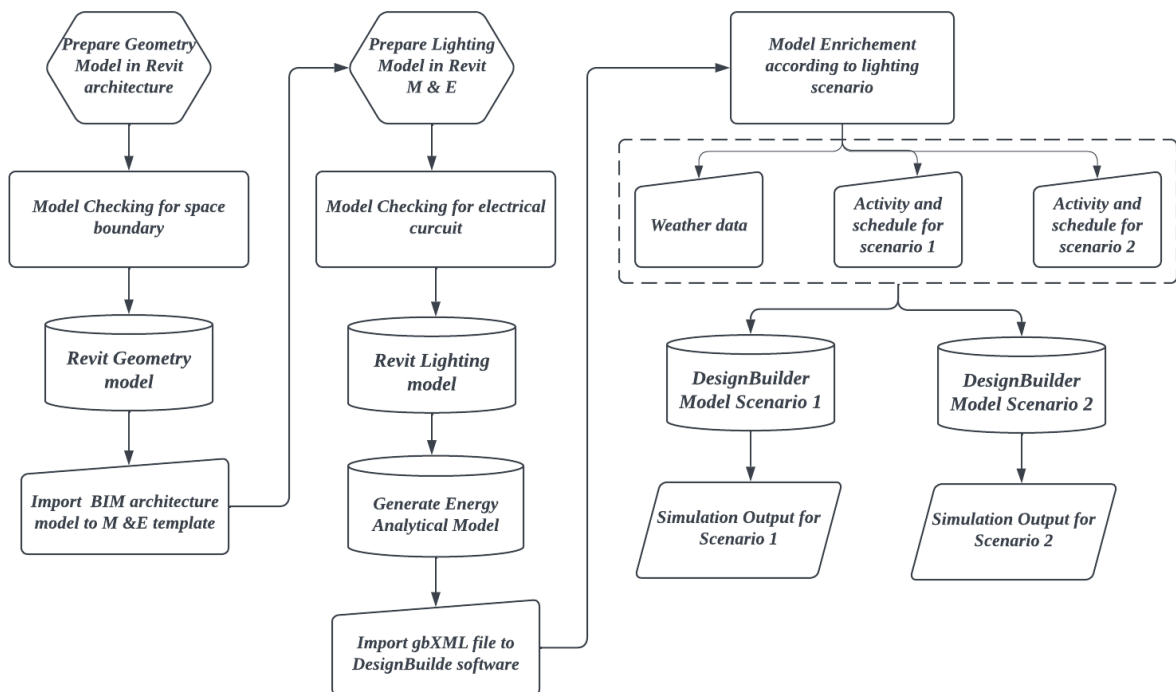 Prepare Geometry
Model in Revit
architecture
Model Checking for space
boundary
Revit Geometry
model
Import BIM architecture
model to M &E template
Prepare Lighting
Model in Revit
M & E
Model Checking for electrical
curcuit
Revit Lighting
model
Generate Energy
Analytical Model
Import gbXML file to
DesignBuilde software
Model Enrichement
according to lighting
scenario
Weather data
Activity and
schedule for
scenario 1
Activity and
schedule for
scenario 2
DesignBuilder
Model Scenario 1
DesignBuilder
Model Scenario 2
Simulation Output for
Scenario 1
Simulation Output for
Scenario 2